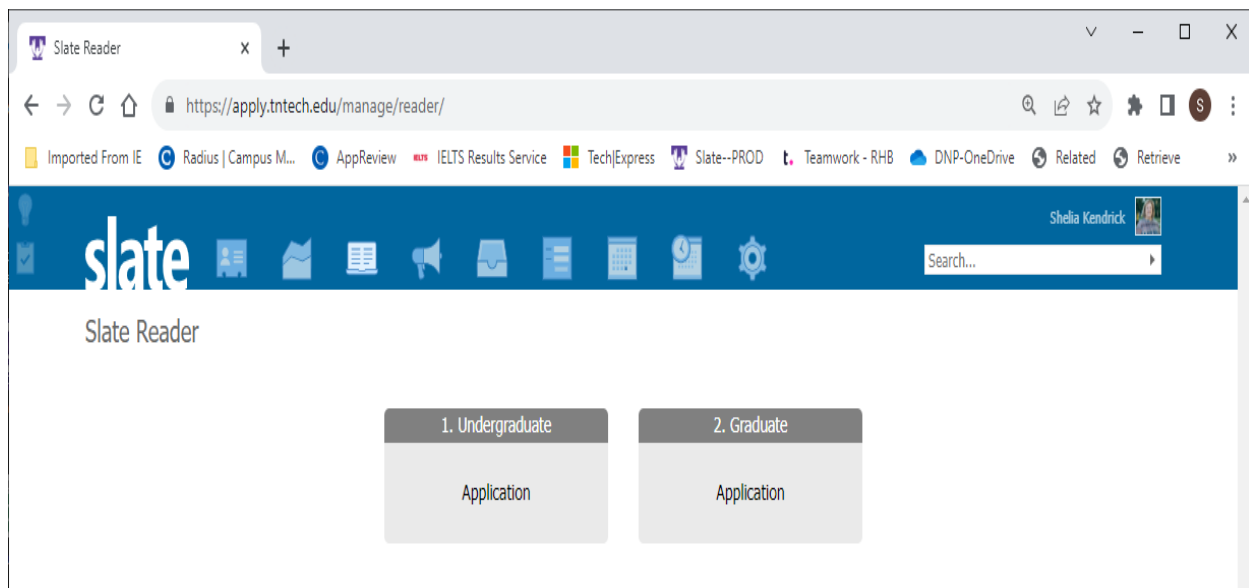 Slate Reader
https://apply.tntech.edu/manage/reader/
S
Imported From IE Radius | Campus M... AppReview IELTS IELTS Results Service Tech|Express Slate--PROD t. Teamwork - RHB DNP-OneDrive Related Retrieve »
Shelia Kendrick
slate
Search...
Slate Reader
1. Undergraduate 2. Graduate
Application Application